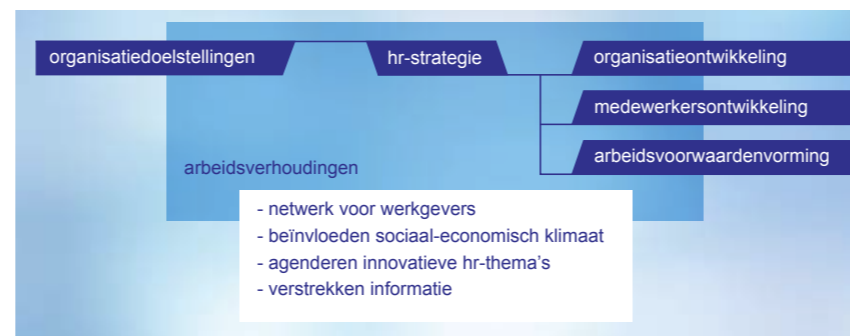 organisatiedoelstellingen
hr-strategie
organisatieontwikkeling
medewerkersontwikkeling
arbeidsvoorwaardenvorming
arbeidsverhoudingen
- netwerk voor werkgevers
- beïnvloeden sociaal-economisch klimaat
- agenderen innovatieve hr-thema’s
- verstrekken informatie